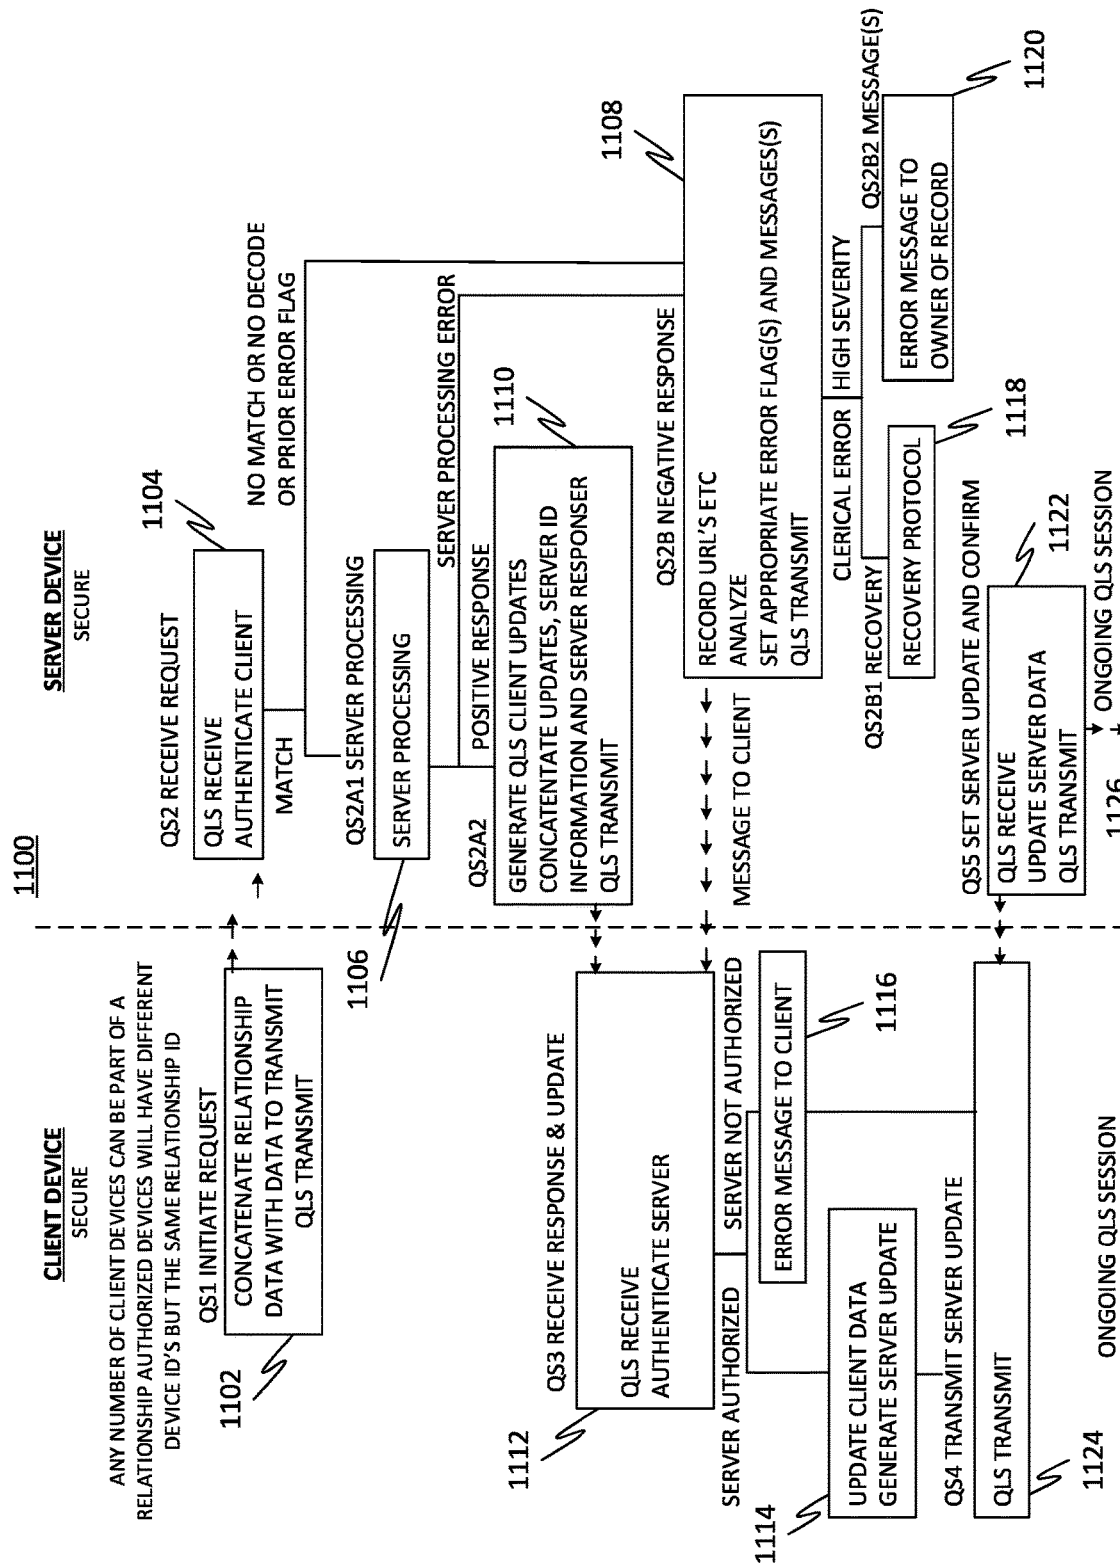 1100
CLIENT DEVICE
SECURE
SERVER DEVICE
SECURE
ANY NUMBER OF CLIENT DEVICES CAN BE PART OF A
RELATIONSHIP AUTHORIZED DEVICES WILL HAVE DIFFERENT
DEVICE ID'S BUT THE SAME RELATIONSHIP ID
QS1 INITIATE REQUEST
CONCATENATE RELATIONSHIP
DATA WITH DATA TO TRANSMIT
QLS TRANSMIT
1102
QS2 RECEIVE REQUEST
QLS RECEIVE
AUTHENTICATE CLIENT
1104
MATCH
NO MATCH OR NO DECODE
OR PRIOR ERROR FLAG
QS2A1 SERVER PROCESSING
SERVER PROCESSING
1106
SERVER PROCESSING ERROR
POSITIVE RESPONSE
QS2A2
GENERATE QLS CLIENT UPDATES
CONCATENTATE UPDATES, SERVER ID
INFORMATION AND SERVER RESPONSER
QLS TRANSMIT
1110
QS2B NEGATIVE RESPONSE
RECORD URL'S ETC
ANALYZE
SET APPROPRIATE ERROR FLAG(S) AND MESSAGES(S)
QLS TRANSMIT
1108
MESSAGE TO CLIENT
CLERICAL ERROR
HIGH SEVERITY
QS2B1 RECOVERY
RECOVERY PROTOCOL
1118
QS2B2 MESSAGE(S)
ERROR MESSAGE TO
OWNER OF RECORD
1120
QS3 RECEIVE RESPONSE & UPDATE
QLS RECEIVE
AUTHENTICATE SERVER
1112
SERVER AUTHORIZED
SERVER NOT AUTHORIZED
ERROR MESSAGE TO CLIENT
1116
UPDATE CLIENT DATA
GENERATE SERVER UPDATE
1114
QS4 TRANSMIT SERVER UPDATE
QLS TRANSMIT
1124
QS5 SET SERVER UPDATE AND CONFIRM
QLS RECEIVE
UPDATE SERVER DATA
QLS TRANSMIT
1122
ONGOING QLS SESSION
ONGOING QLS SESSION
1126